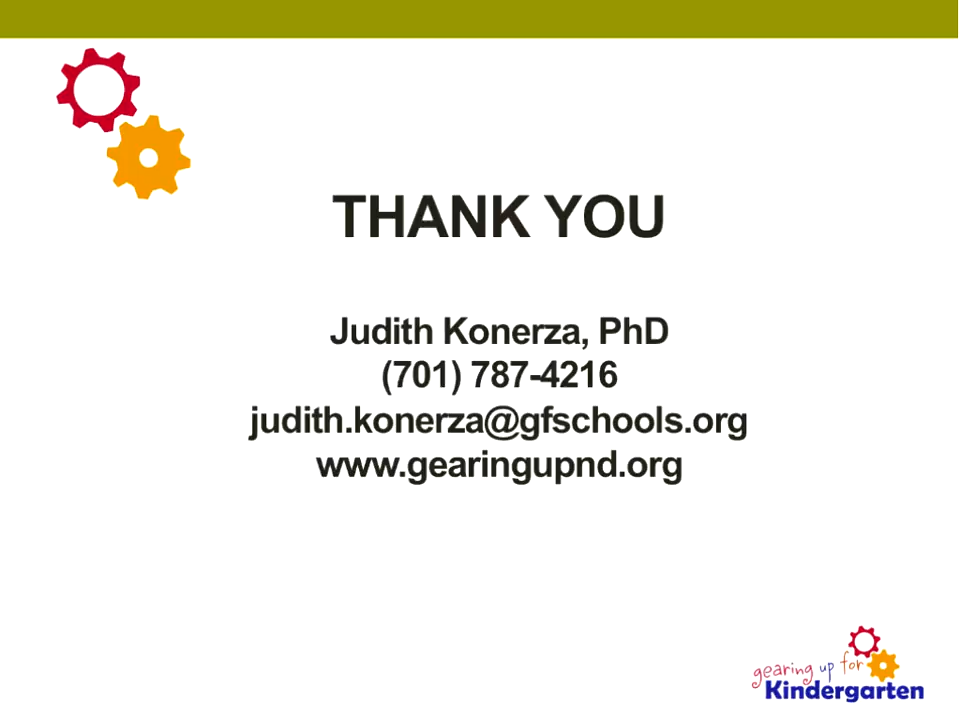 THANK YOU
Judith Konerza, PhD
(701) 787-4216
judith.konerza@gfschools.org
www.gearingupnd.org
gearing up for
Kindergarten